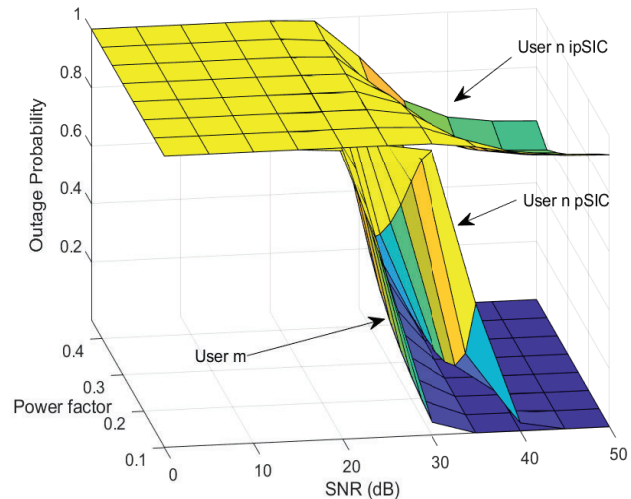 1
0.8
0.6
0.4
0.2
Outage Probability
User n ipSIC
User n pSIC
User m
0.4
0.3
0.2
0.1
Power factor
0
10
20
30
40
50
SNR (dB)